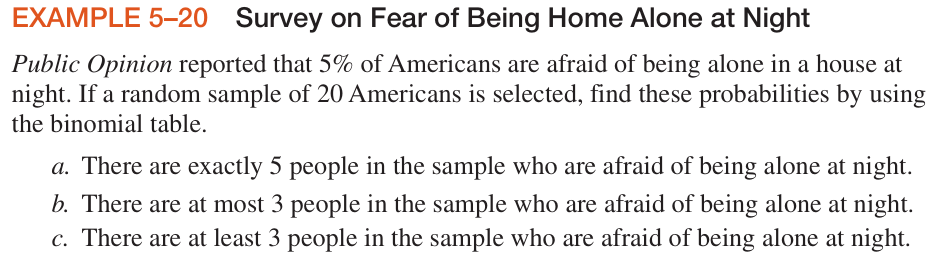 EXAMPLE 5–20 Survey on Fear of Being Home Alone at Night
Public Opinion reported that 5% of Americans are afraid of being alone in a house at
night. If a random sample of 20 Americans is selected, find these probabilities by using
the binomial table.
a. There are exactly 5 people in the sample who are afraid of being alone at night.
b. There are at most 3 people in the sample who are afraid of being alone at night.
c. There are at least 3 people in the sample who are afraid of being alone at night.